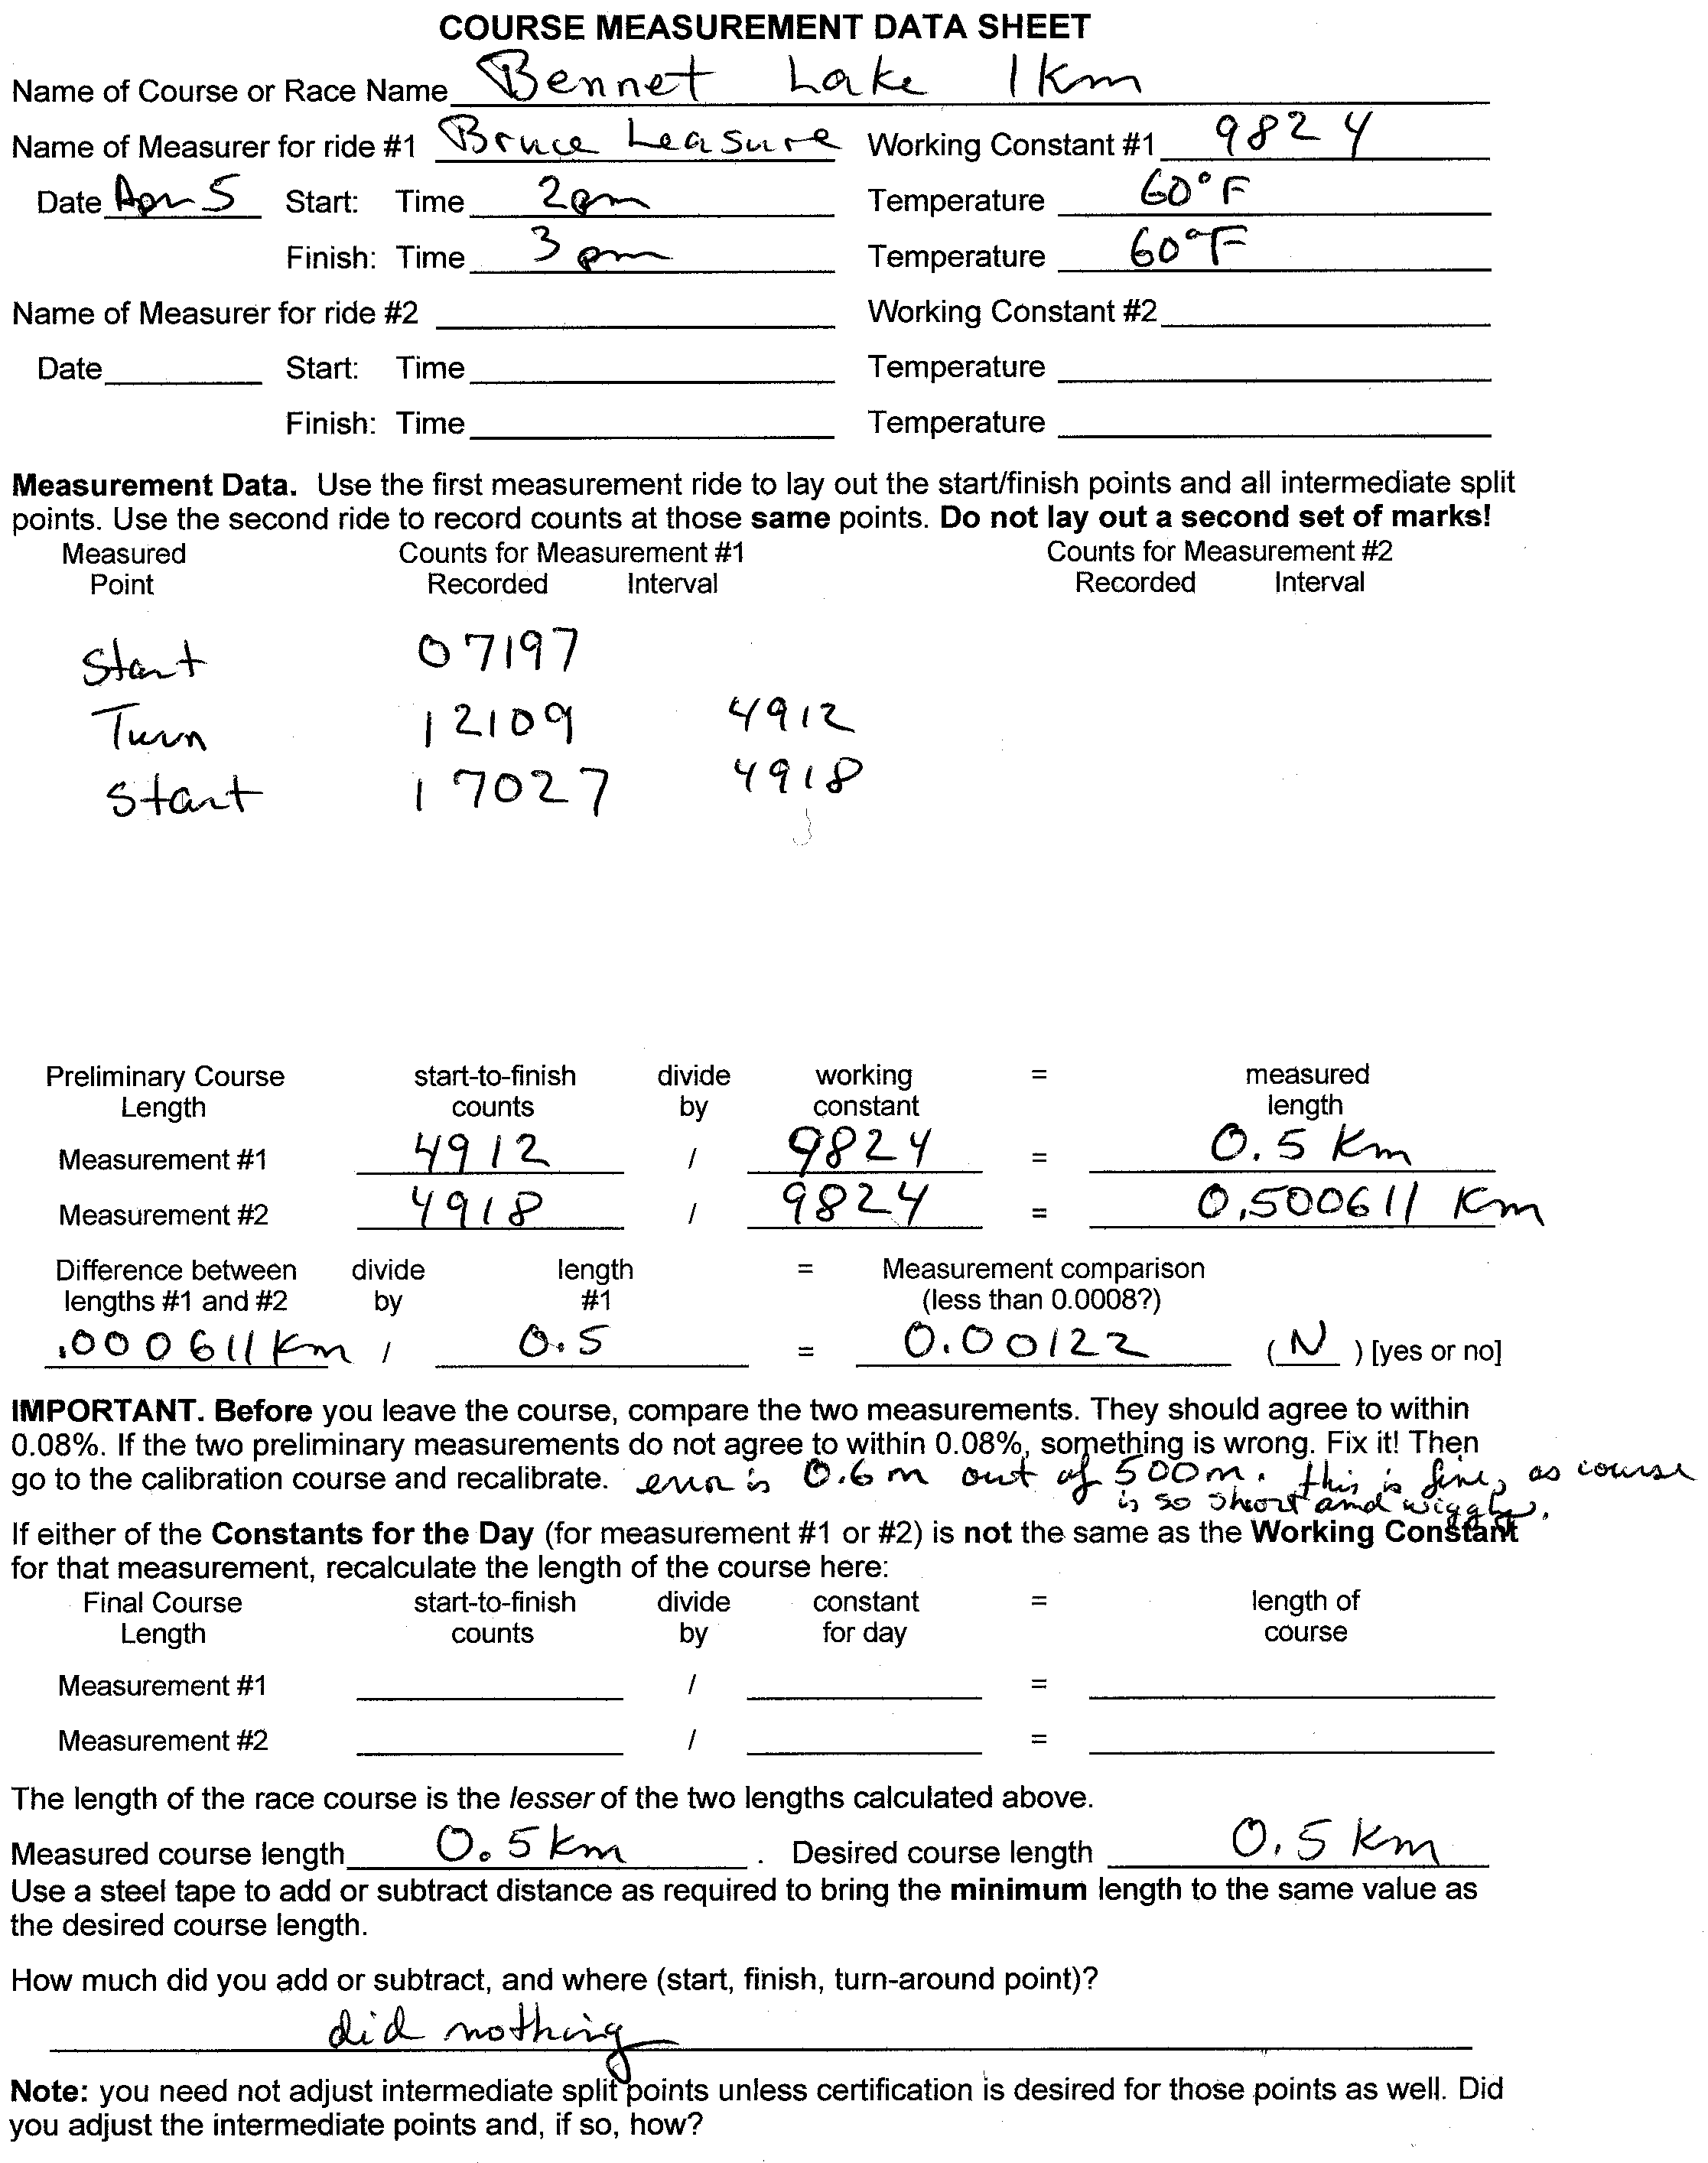 COURSE MEASUREMENT DATA SHEET
Name of Course or Race Name Bennet Lake 1Km
Name of Measurer for ride #1 Bruce Leasure Working Constant #1 9824
Date Apr 5 Start: Time 2pm Temperature 60°F
Finish: Time 3 pm Temperature 60°F
Name of Measurer for ride #2 Working Constant #2
Date Start: Time Temperature
Finish: Time Temperature
Measurement Data. Use the first measurement ride to lay out the start/finish points and all intermediate split
points. Use the second ride to record counts at those same points. Do not lay out a second set of marks!
Measured Counts for Measurement #1 Counts for Measurement #2
Point Recorded Interval Recorded Interval
Start 07197
Turn 12109 4912
Start 17027 4918
Preliminary Course start-to-finish divide working = measured
Length counts by constant length
Measurement #1 4912 / 9824 = 0.5 Km
Measurement #2 4918 / 9824 = 0.500611 Km
Difference between divide length = Measurement comparison
lengths #1 and #2 by #1 (less than 0.0008?)
.000611 Km / 0.5 = 0.00122 ( N ) [yes or no]
IMPORTANT. Before you leave the course, compare the two measurements. They should agree to within
0.08%. If the two preliminary measurements do not agree to within 0.08%, something is wrong. Fix it! Then
go to the calibration course and recalibrate. error is 0.6 m out of 500m. this is fine, as course
is so short and wiggly.
If either of the Constants for the Day (for measurement #1 or #2) is not the same as the Working Constant
for that measurement, recalculate the length of the course here:
Final Course start-to-finish divide constant = length of
Length counts by for day course
Measurement #1 / =
Measurement #2 / =
The length of the race course is the lesser of the two lengths calculated above.
Measured course length 0.5 km . Desired course length 0.5 Km
Use a steel tape to add or subtract distance as required to bring the minimum length to the same value as
the desired course length.
How much did you add or subtract, and where (start, finish, turn-around point)?
did nothing
Note: you need not adjust intermediate split points unless certification is desired for those points as well. Did
you adjust the intermediate points and, if so, how?